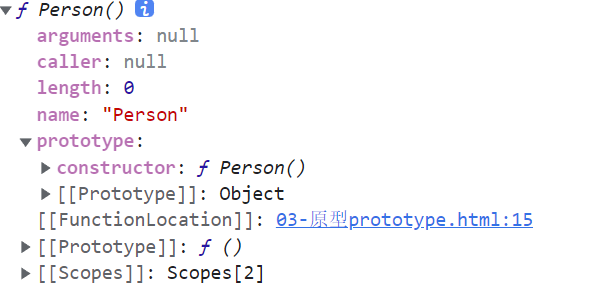 ƒ Person() i
arguments: null
caller: null
length: 0
name: "Person"
prototype:
constructor: ƒ Person()
[[Prototype]]: Object
[[FunctionLocation]]: 03-原型prototype.html:15
[[Prototype]]: ƒ ()
[[Scopes]]: Scopes[2]